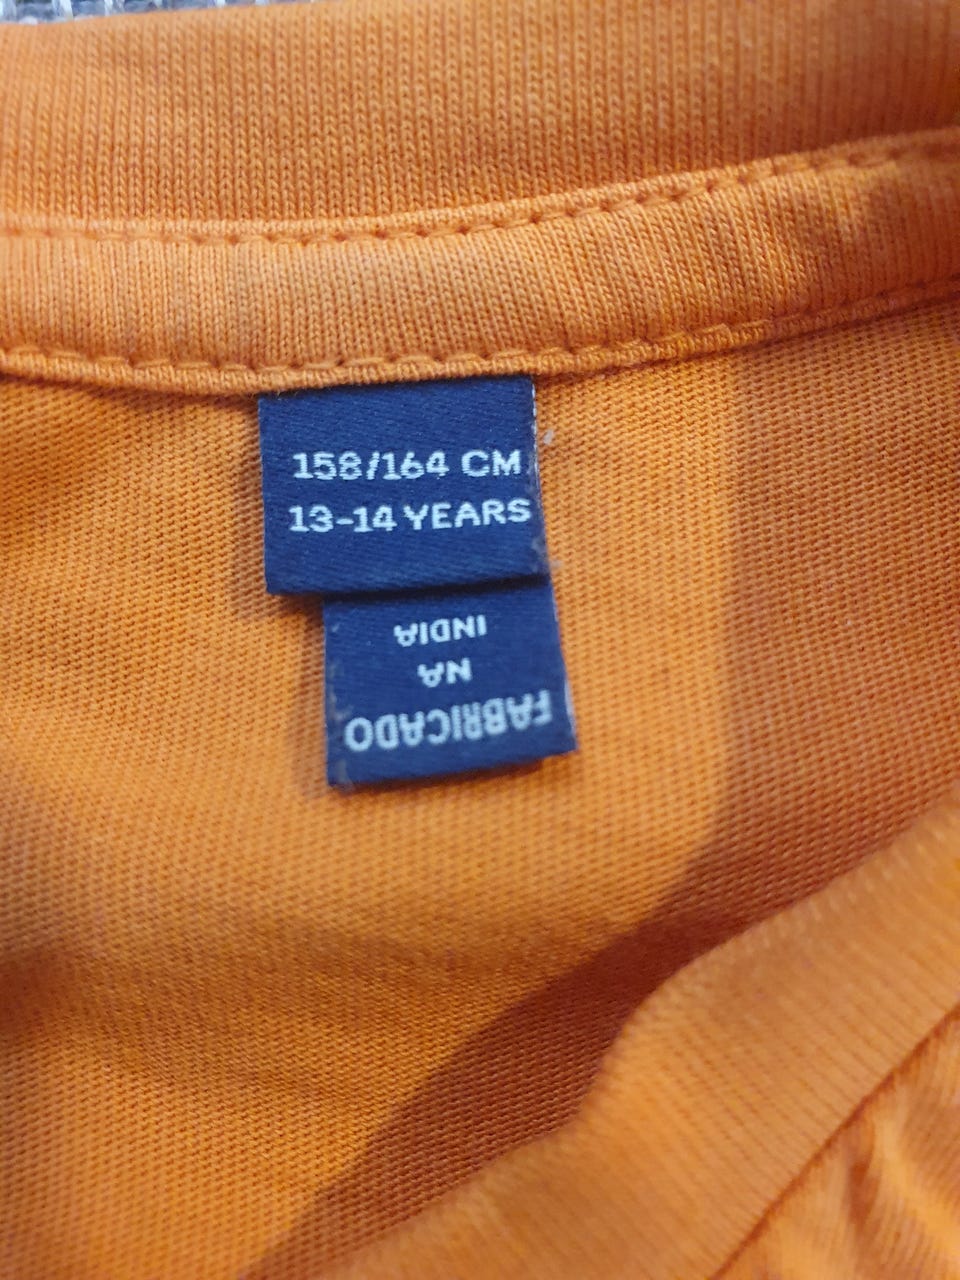 158/164 CM
13-14 YEARS
FABRICADO
NA
INDIA